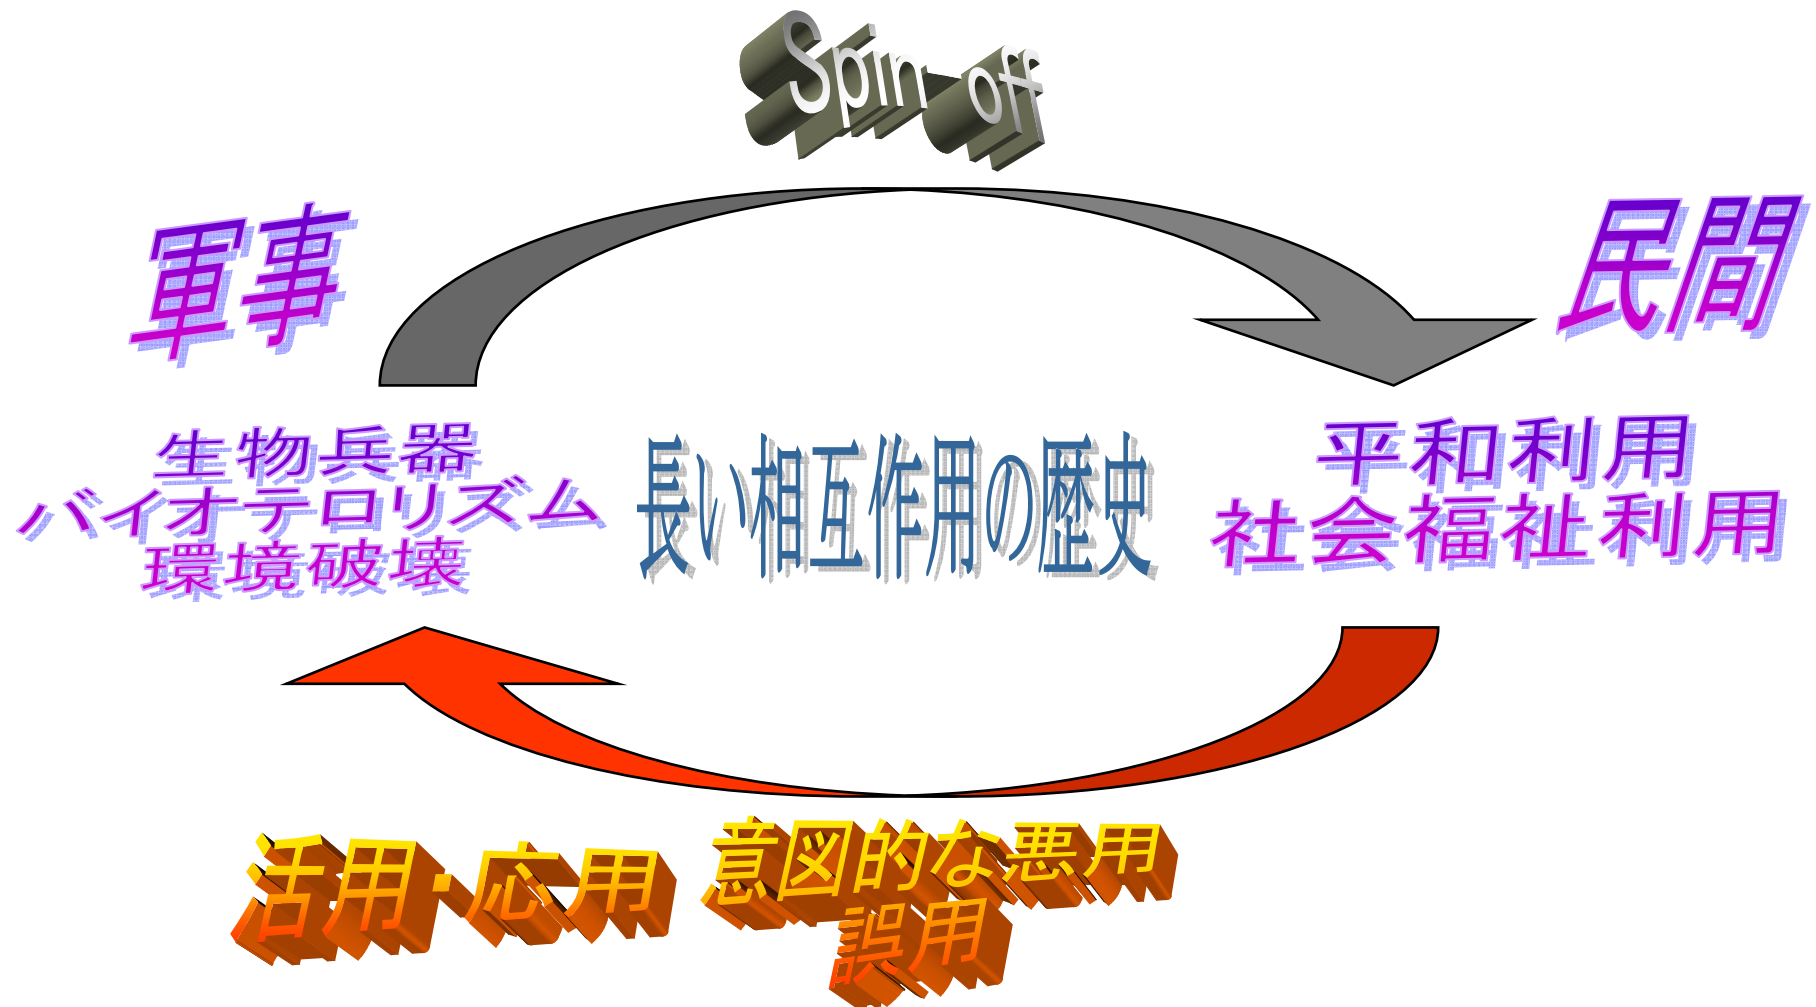 Spin-off
軍事
民間
生物兵器
バイオテロリズム
環境破壊
長い相互作用の歴史
平和利用
社会福祉利用
活用・応用
意図的な悪用
誤用